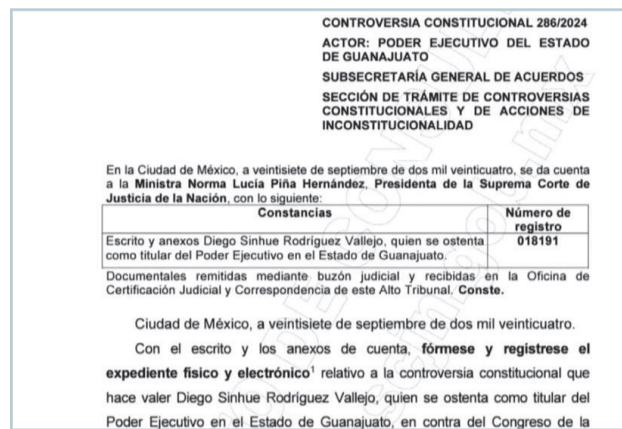 CONTROVERSIA CONSTITUCIONAL 286/2024
ACTOR: PODER EJECUTIVO DEL ESTADO
DE GUANAJUATO
SUBSECRETARÍA GENERAL DE ACUERDOS
SECCIÓN DE TRÁMITE DE CONTROVERSIAS
CONSTITUCIONALES Y DE ACCIONES DE
INCONSTITUCIONALIDAD
En la Ciudad de México, a veintisiete de septiembre de dos mil veinticuatro, se da cuenta
a la Ministra Norma Lucía Piña Hernández, Presidenta de la Suprema Corte de
Justicia de la Nación, con lo siguiente:
Constancias
Número de
registro
Escrito y anexos Diego Sinhue Rodríguez Vallejo, quien se ostenta
como titular del Poder Ejecutivo en el Estado de Guanajuato.
018191
Documentales remitidas mediante buzón judicial y recibidas en la Oficina de
Certificación Judicial y Correspondencia de este Alto Tribunal. Conste.
Ciudad de México, a veintisiete de septiembre de dos mil veinticuatro.
Con el escrito y los anexos de cuenta, fórmese y regístrese el
expediente físico y electrónico¹ relativo a la controversia constitucional que
hace valer Diego Sinhue Rodríguez Vallejo, quien se ostenta como titular del
Poder Ejecutivo en el Estado de Guanajuato, en contra del Congreso de la